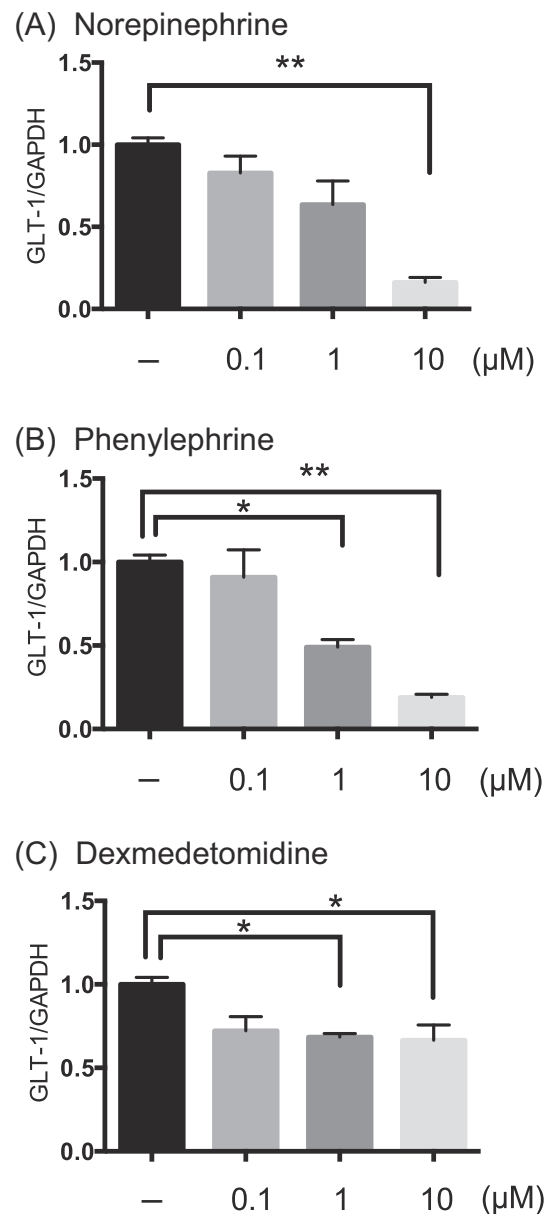 (A) Norepinephrine
1.5
**
1.0
GLT-1/GAPDH
0.5
0.0
– 0.1 1 10 (µM)
(B) Phenylephrine
1.5
**
*
1.0
GLT-1/GAPDH
0.5
0.0
– 0.1 1 10 (µM)
(C) Dexmedetomidine
1.5
*
*
1.0
GLT-1/GAPDH
0.5
0.0
– 0.1 1 10 (µM)